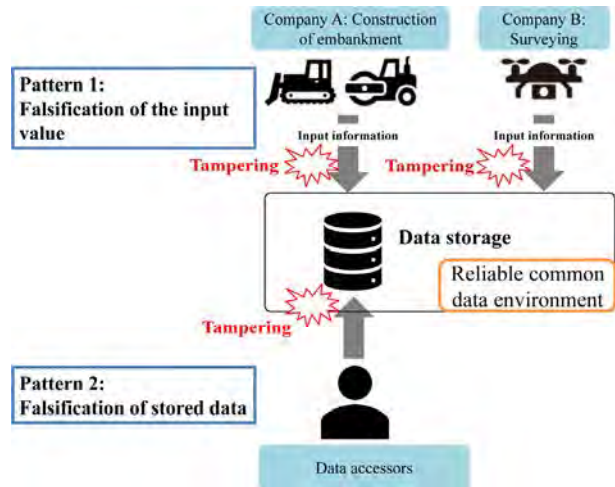 Company A: Construction
of embankment
Company B:
Surveying
Pattern 1:
Falsification of the input
value
Input information
Input information
Tampering
Tampering
Data storage
Reliable common
data environment
Tampering
Pattern 2:
Falsification of stored data
Data accessors